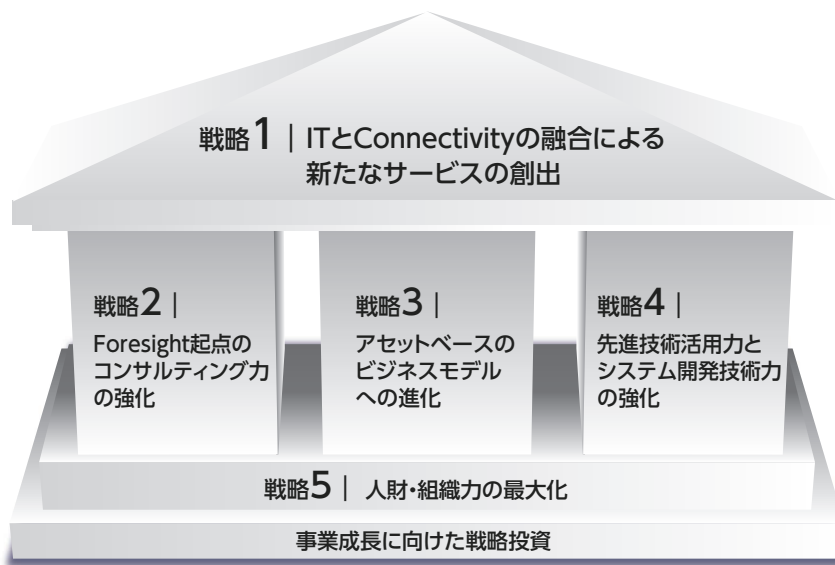 戦略1｜ITとConnectivityの融合による
新たなサービスの創出
戦略2｜
Foresight起点の
コンサルティング力
の強化
戦略3｜
アセットベースの
ビジネスモデル
への進化
戦略4｜
先進技術活用力と
システム開発技術力
の強化
戦略5｜ 人財・組織力の最大化
事業成長に向けた戦略投資